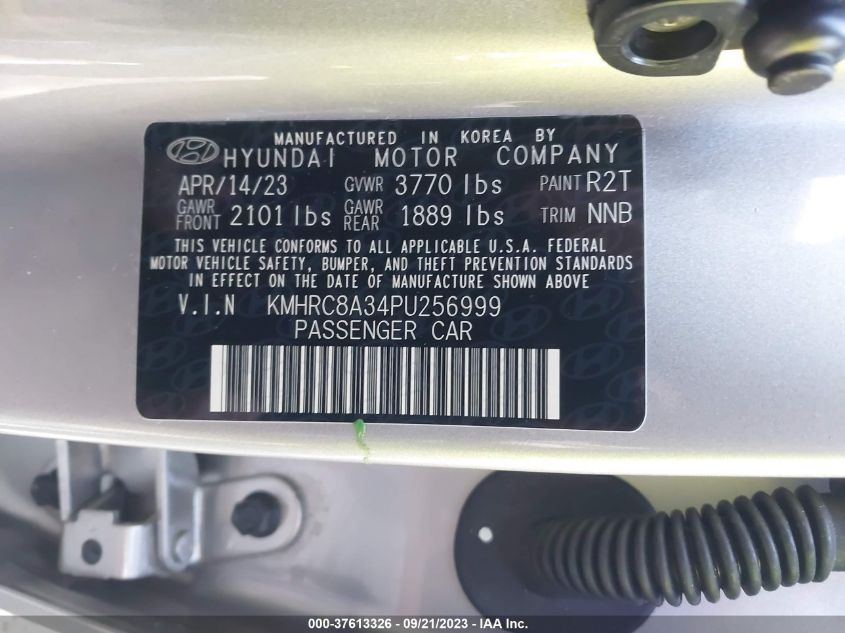 MANUFACTURED IN KOREA BY
HYUNDAI MOTOR COMPANY
APR/14/23 GVWR 3770 lbs PAINT R2T
GAWR FRONT 2101 lbs GAWR REAR 1889 lbs TRIM NNB
THIS VEHICLE CONFORMS TO ALL APPLICABLE U.S.A. FEDERAL
MOTOR VEHICLE SAFETY, BUMPER, AND THEFT PREVENTION STANDARDS
IN EFFECT ON THE DATE OF MANUFACTURE SHOWN ABOVE
V.I.N KMHRC8A34PU256999
PASSENGER CAR
000-37613326 - 09/21/2023 - IAA Inc.